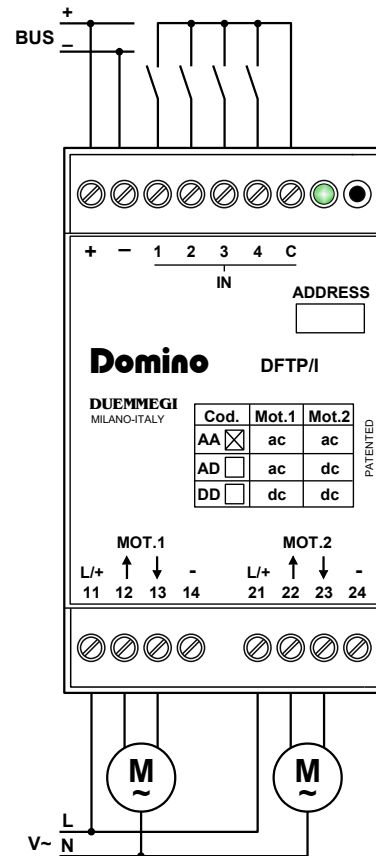 +
BUS –
+ – 1 2 3 4 C
IN
ADDRESS
Domino DFTP/I
DUEMMEGI
MILANO-ITALY
Cod. Mot.1 Mot.2
AA ac ac
AD ac dc
DD dc dc
PATENTED
MOT.1 MOT.2
L/+ ↑ ↓ - L/+ ↑ ↓ -
11 12 13 14 21 22 23 24
M M
~ ~
L
V~ N